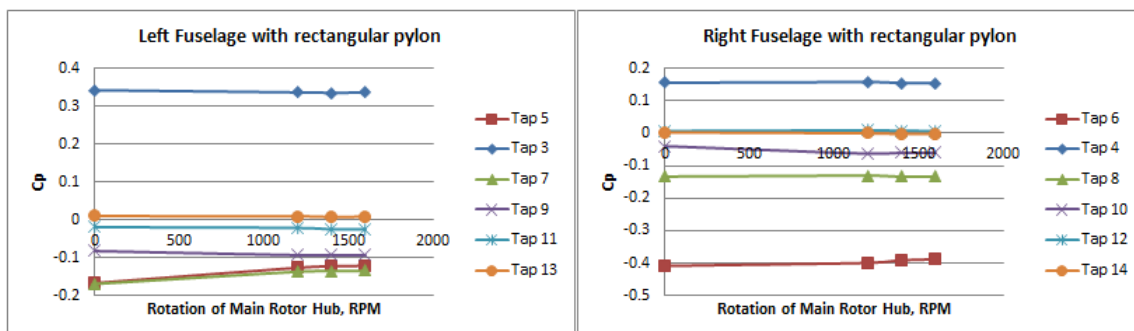 Left Fuselage with rectangular pylon
0.4
0.3
0.2
0.1
0
-0.1
-0.2
Cp
0 500 1000 1500 2000
Rotation of Main Rotor Hub, RPM
Tap 5
Tap 3
Tap 7
Tap 9
Tap 11
Tap 13
Right Fuselage with rectangular pylon
0.2
0.1
0
-0.1
-0.2
-0.3
-0.4
-0.5
Cp
0 500 1000 1500 2000
Rotation of Main Rotor Hub, RPM
Tap 6
Tap 4
Tap 8
Tap 10
Tap 12
Tap 14